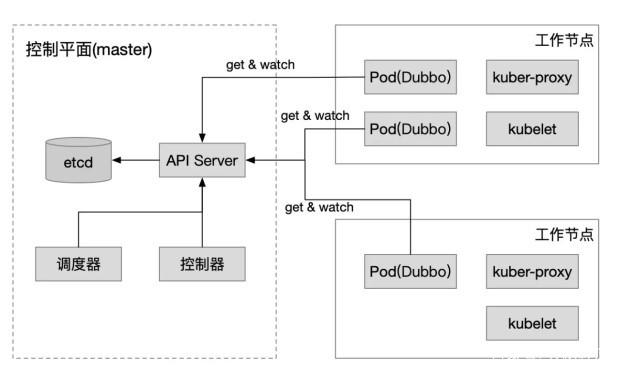 控制平面(master)
工作节点
get & watch
Pod(Dubbo)
kuber-proxy
get & watch
Pod(Dubbo)
kubelet
etcd
API Server
get & watch
工作节点
调度器
控制器
Pod(Dubbo)
kuber-proxy
kubelet